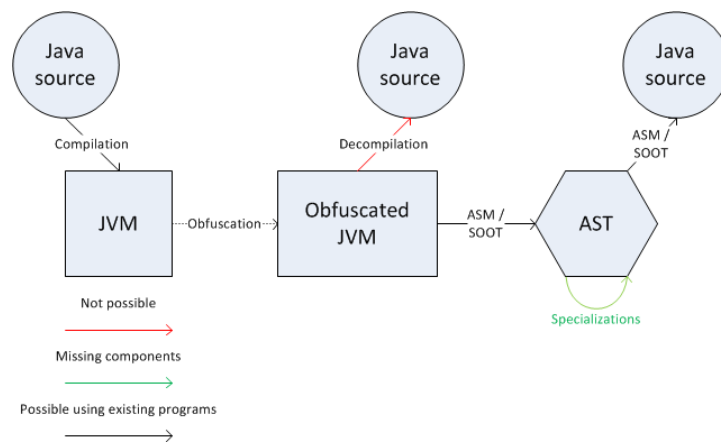 Java
source
Java
source
Java
source
Compilation
Decompilation
ASM /
SOOT
JVM
Obfuscation
Obfuscated
JVM
ASM /
SOOT
AST
Specializations
Not possible
Missing components
Possible using existing programs